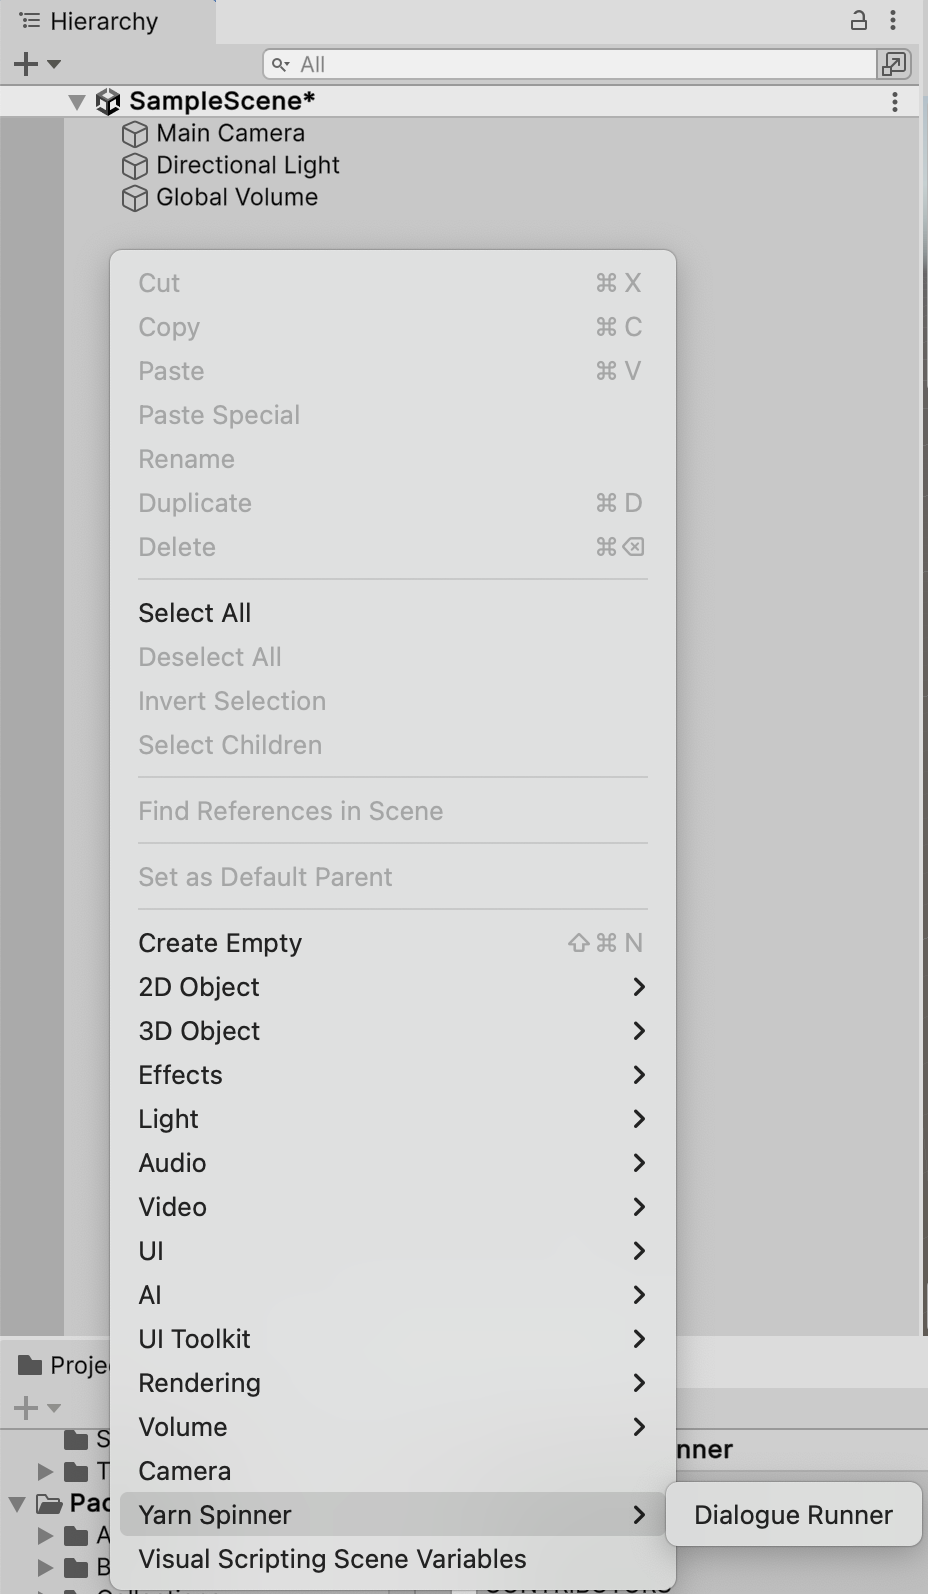 Hierarchy
All
SampleScene*
Main Camera
Directional Light
Global Volume
Cut ⌘ X
Copy ⌘ C
Paste ⌘ V
Paste Special
Rename
Duplicate ⌘ D
Delete ⌘ ⌫
Select All
Deselect All
Invert Selection
Select Children
Find References in Scene
Set as Default Parent
Create Empty ⇧ ⌘ N
2D Object
3D Object
Effects
Light
Audio
Video
UI
AI
UI Toolkit
Rendering
Volume
Camera
Yarn Spinner
Dialogue Runner
Visual Scripting Scene Variables
Proje
S
nner
T
Pac
A
B